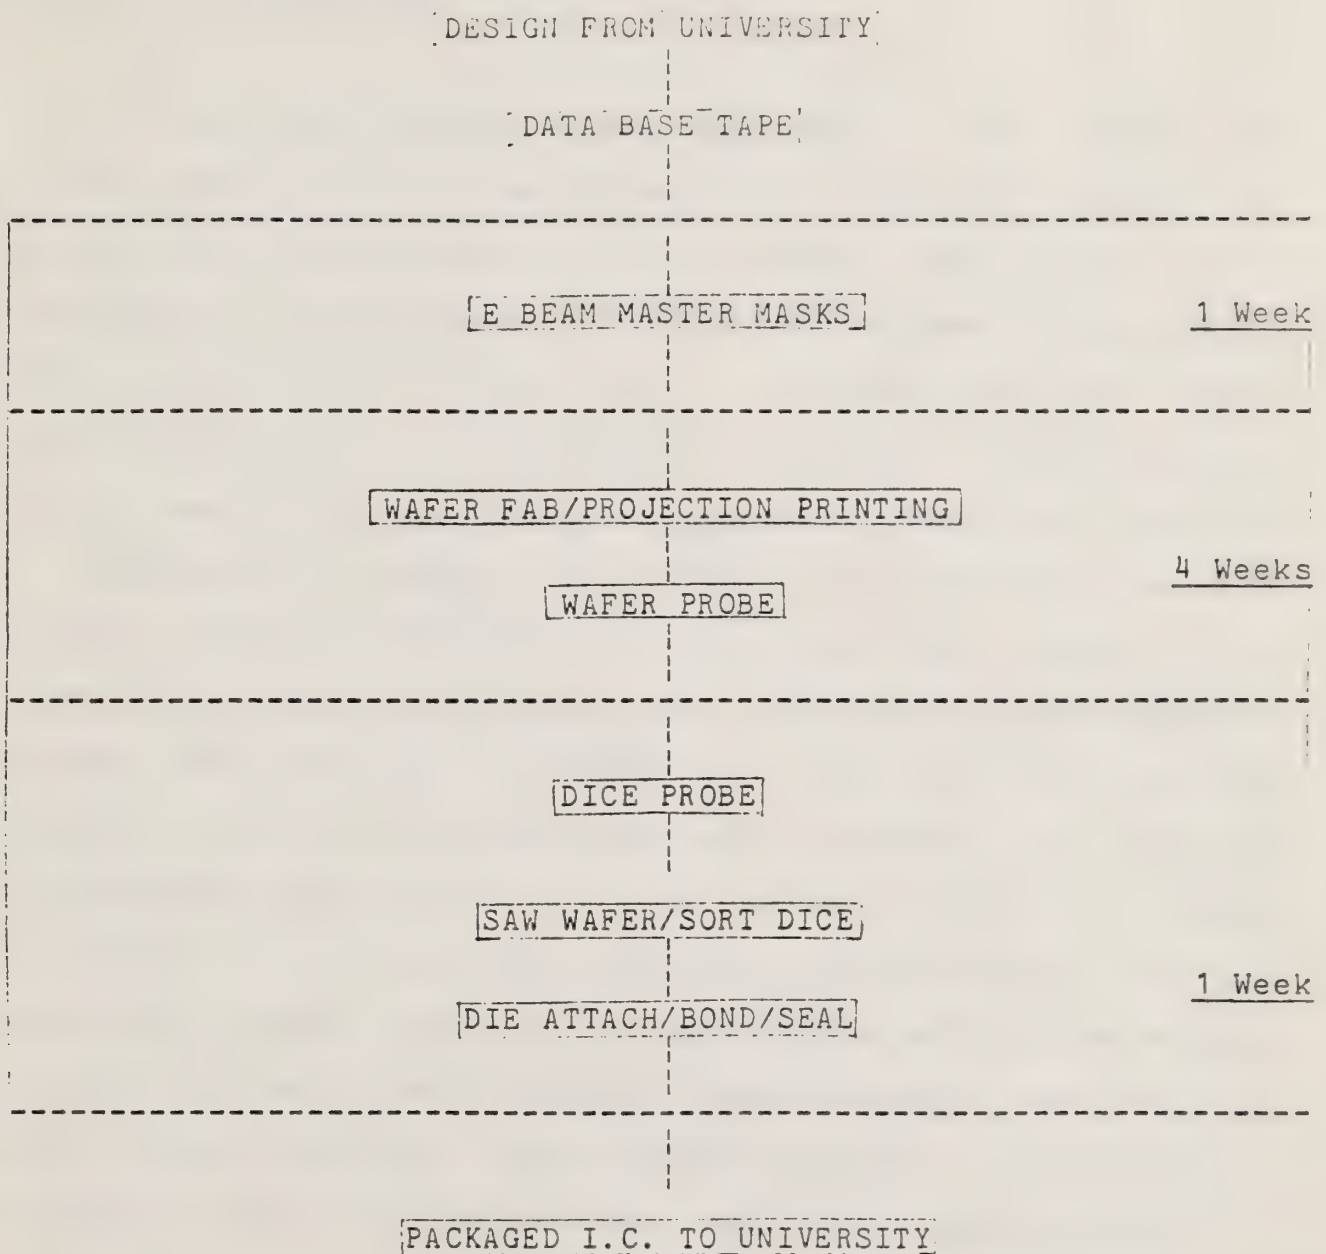 DESIGN FROM UNIVERSITY
DATA BASE TAPE
E BEAM MASTER MASKS
1 Week
WAFER FAB/PROJECTION PRINTING
4 Weeks
WAFER PROBE
DICE PROBE
SAW WAFER/SORT DICE
1 Week
DIE ATTACH/BOND/SEAL
PACKAGED I.C. TO UNIVERSITY